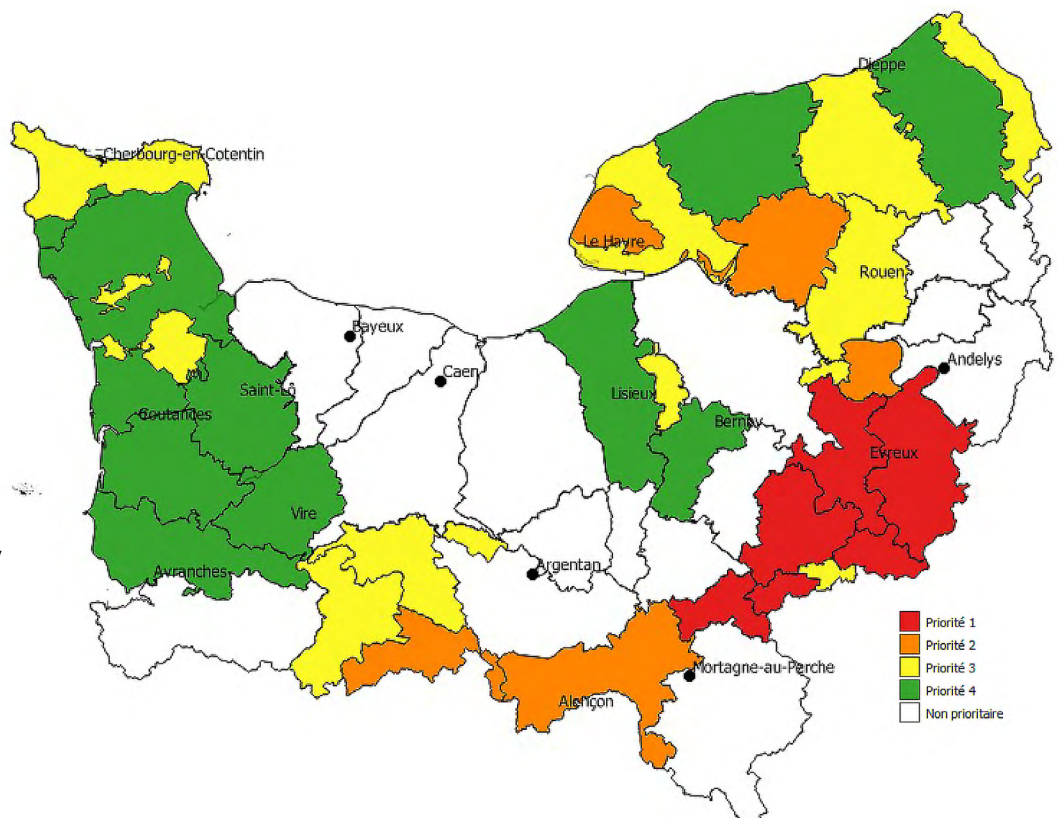 Dieppe
Cherbourg-en-Cotentin
Le Havre
Rouen
Bayeux
Andelys
Caen
Saint-Lô
Lisieux
Coutances
Bernay
Evreux
Vire
Avranches
Argentan
Mortagne-au-Perche
Alençon
Priorité 1
Priorité 2
Priorité 3
Priorité 4
Non prioritaire